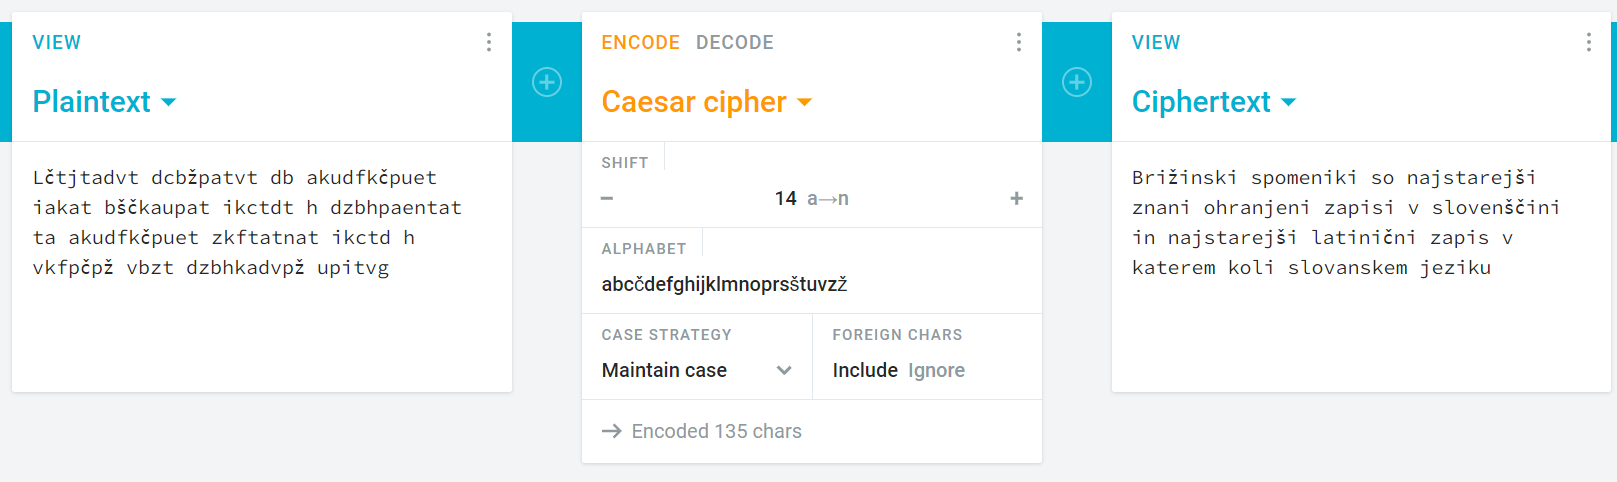 VIEW
Plaintext
Lčtjtadvt dcbžpatvt db akudfkčpuet
iakat bščkaupat ikctdt h dzbhpaentat
ta akudfkčpuet zkftatnat ikctd h
vkfpčpž vbzt dzbhkadvpž upitvg
ENCODE DECODE
Caesar cipher
SHIFT
− 14 a→n +
ALPHABET
abcčdefghijklmnoprsštuvzž
CASE STRATEGY
Maintain case
FOREIGN CHARS
Include Ignore
→ Encoded 135 chars
VIEW
Ciphertext
Brižinski spomeniki so najstarejši
znani ohranjeni zapisi v slovenščini
in najstarejši latinični zapis v
katerem koli slovanskem jeziku